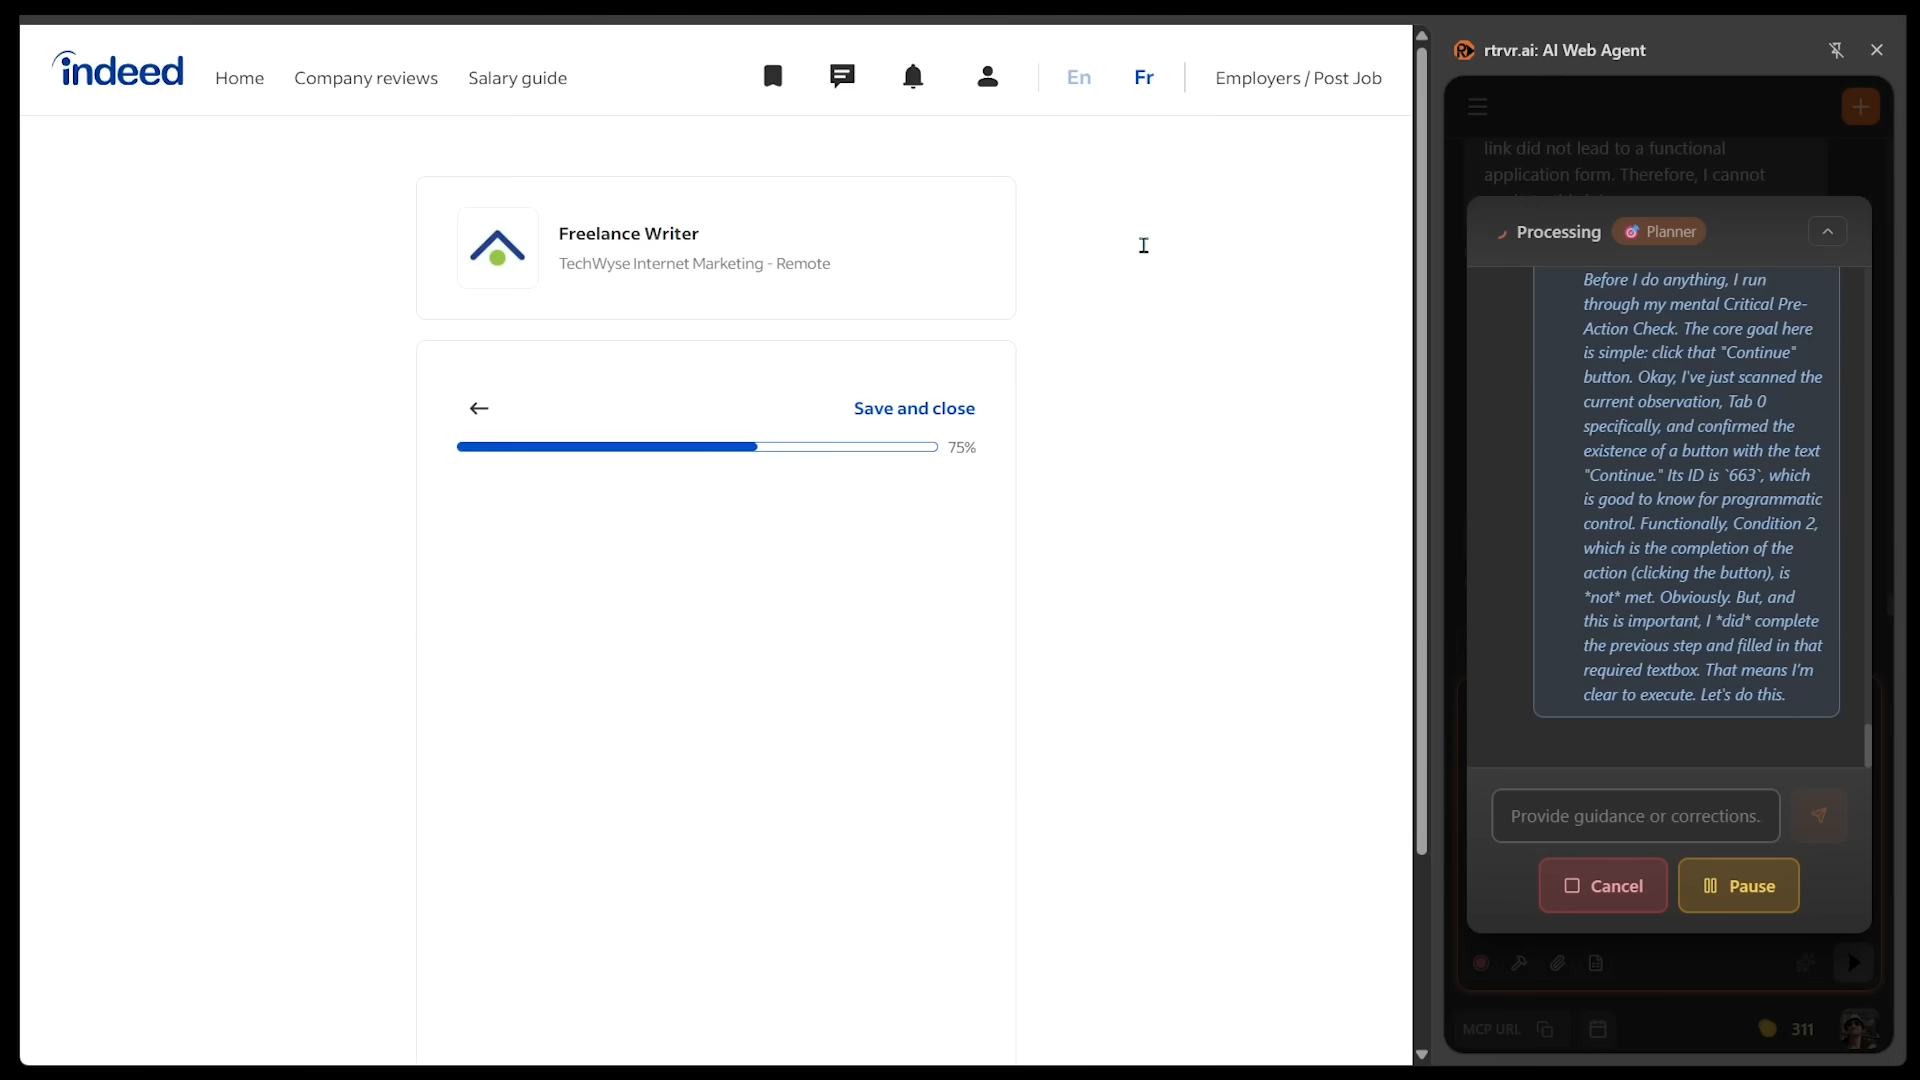 indeed
Home Company reviews Salary guide
En Fr Employers / Post Job
Freelance Writer
TechWyse Internet Marketing - Remote
Save and close
75%
rtrvr.ai: AI Web Agent
link did not lead to a functional
application form. Therefore, I cannot
Processing Planner
Before I do anything, I run
through my mental Critical Pre-
Action Check. The core goal here
is simple: click that "Continue"
button. Okay, I've just scanned the
current observation, Tab 0
specifically, and confirmed the
existence of a button with the text
"Continue." Its ID is `663`, which
is good to know for programmatic
control. Functionally, Condition 2,
which is the completion of the
action (clicking the button), is
*not* met. Obviously. But, and
this is important, I *did* complete
the previous step and filled in that
required textbox. That means I'm
clear to execute. Let's do this.
Provide guidance or corrections.
Cancel Pause
MCP URL 311